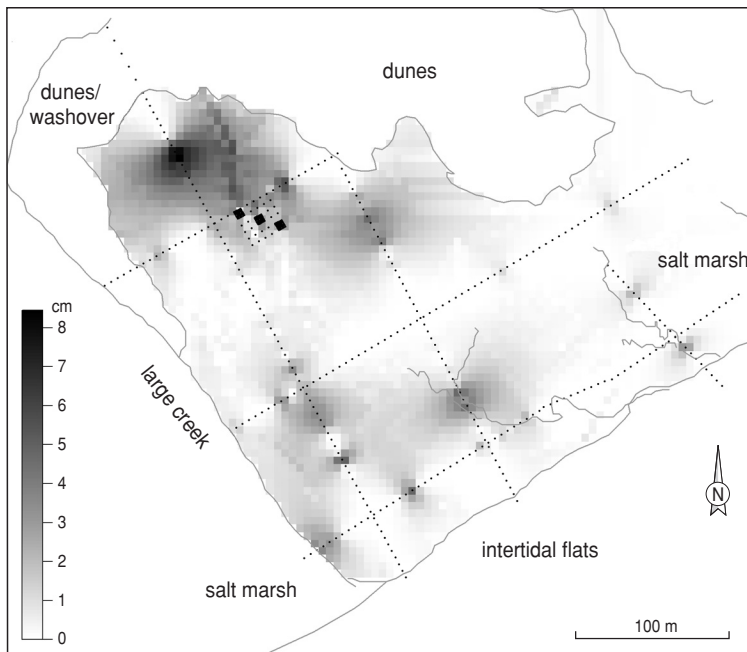 dunes
dunes/
washover
salt marsh
cm
8
7
6
5
4
3
2
1
0
large creek
N
intertidal flats
salt marsh
100 m